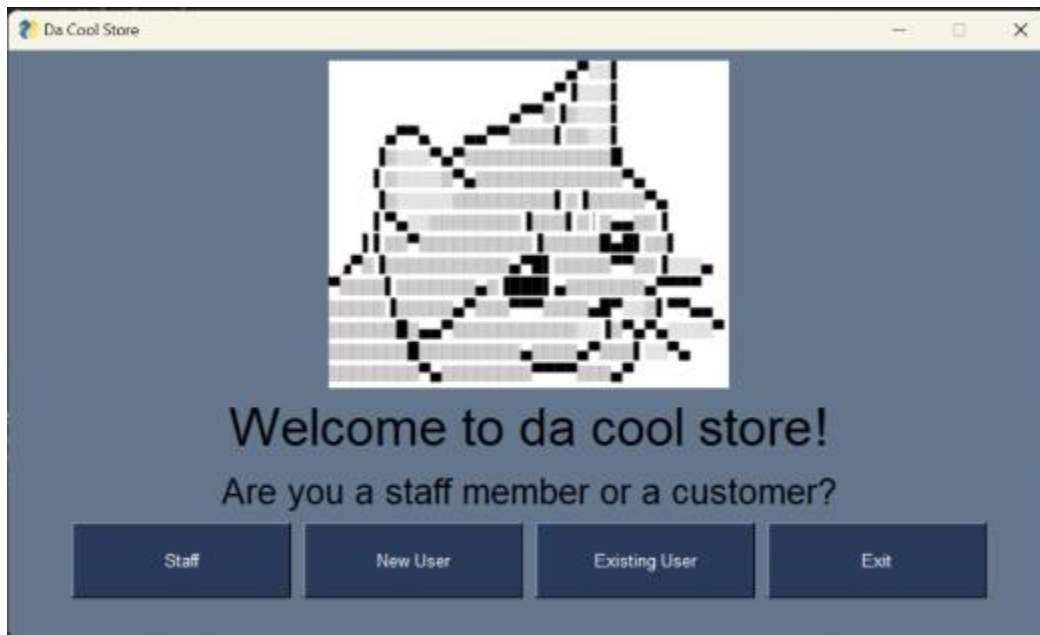 Da Cool Store
Welcome to da cool store!
Are you a staff member or a customer?
Staff New User Existing User Exit